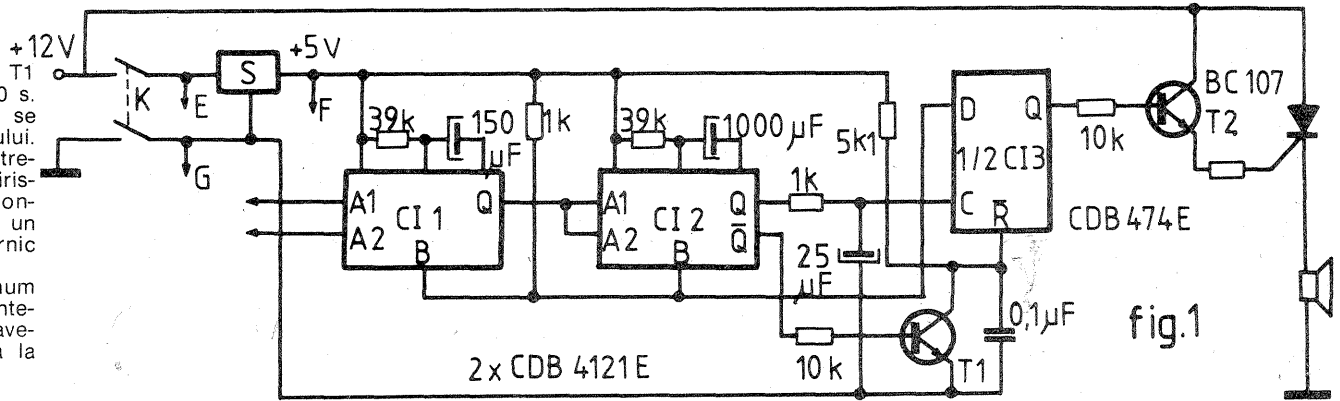 +12V
T1
0 s.
se
ului.
tre-
iris-
on-
un
rnic
num
nte-
ave-
a la
K
E
G
S
+5V
F
39k
150 µF
1k
39k
1000 µF
5k1
A1
A2
CI 1
Q
B
A1
A2
CI 2
Q
Q̅
B
1k
25 µF
10k
T1
0,1µF
D
Q
1/2 CI3
C
R̅
CDB 474E
10k
BC 107
T2
2 x CDB 4121E
fig.1